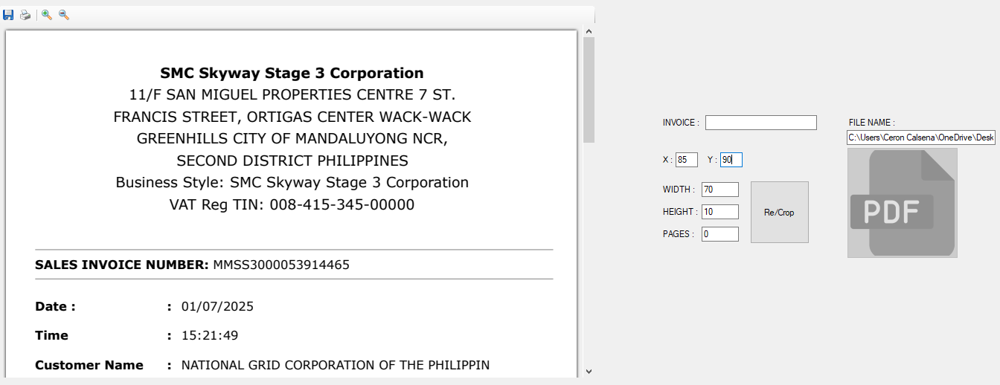 SMC Skyway Stage 3 Corporation
11/F SAN MIGUEL PROPERTIES CENTRE 7 ST.
FRANCIS STREET, ORTIGAS CENTER WACK-WACK
GREENHILLS CITY OF MANDALUYONG NCR,
SECOND DISTRICT PHILIPPINES
Business Style: SMC Skyway Stage 3 Corporation
VAT Reg TIN: 008-415-345-00000
SALES INVOICE NUMBER: MMSS3000053914465
Date : : 01/07/2025
Time : 15:21:49
Customer Name : NATIONAL GRID CORPORATION OF THE PHILIPPIN
INVOICE :
X : 85 Y : 90
WIDTH : 70
HEIGHT : 10
PAGES : 0
Re/Crop
FILE NAME :
C:\Users\Ceron Calsena\OneDrive\Desk
PDF